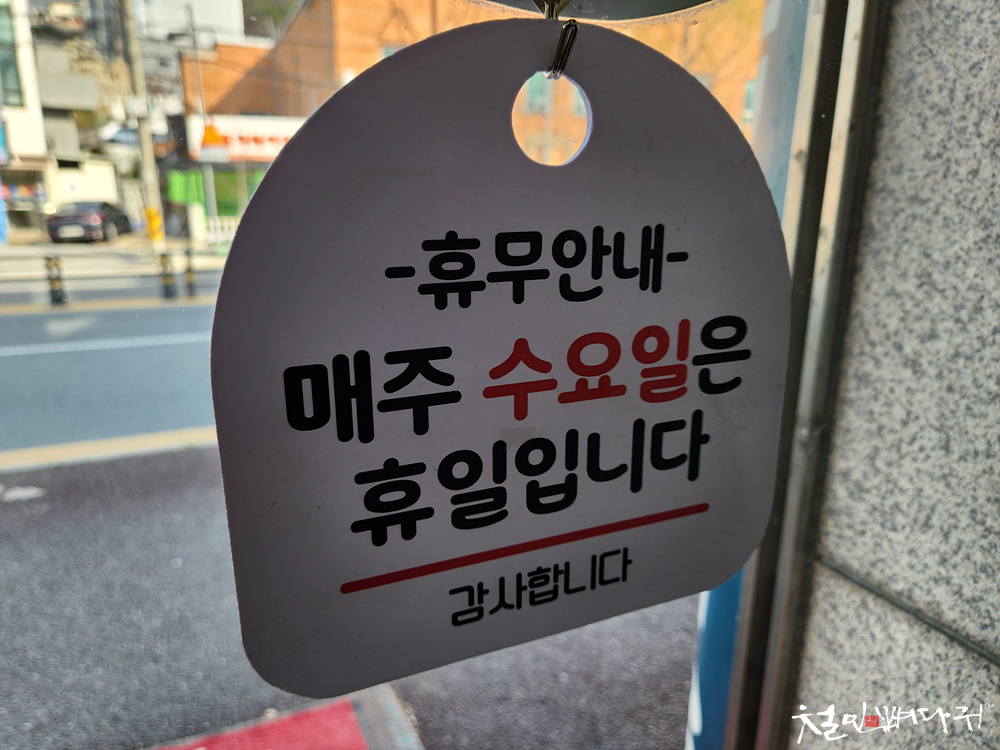 -휴무안내-
매주 수요일은
휴일입니다
감사합니다